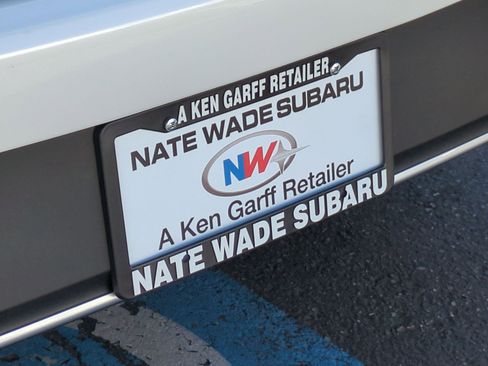 A KEN GARFF RETAILER
NATE WADE SUBARU
NW
A Ken Garff Retailer
NATE WADE SUBARU